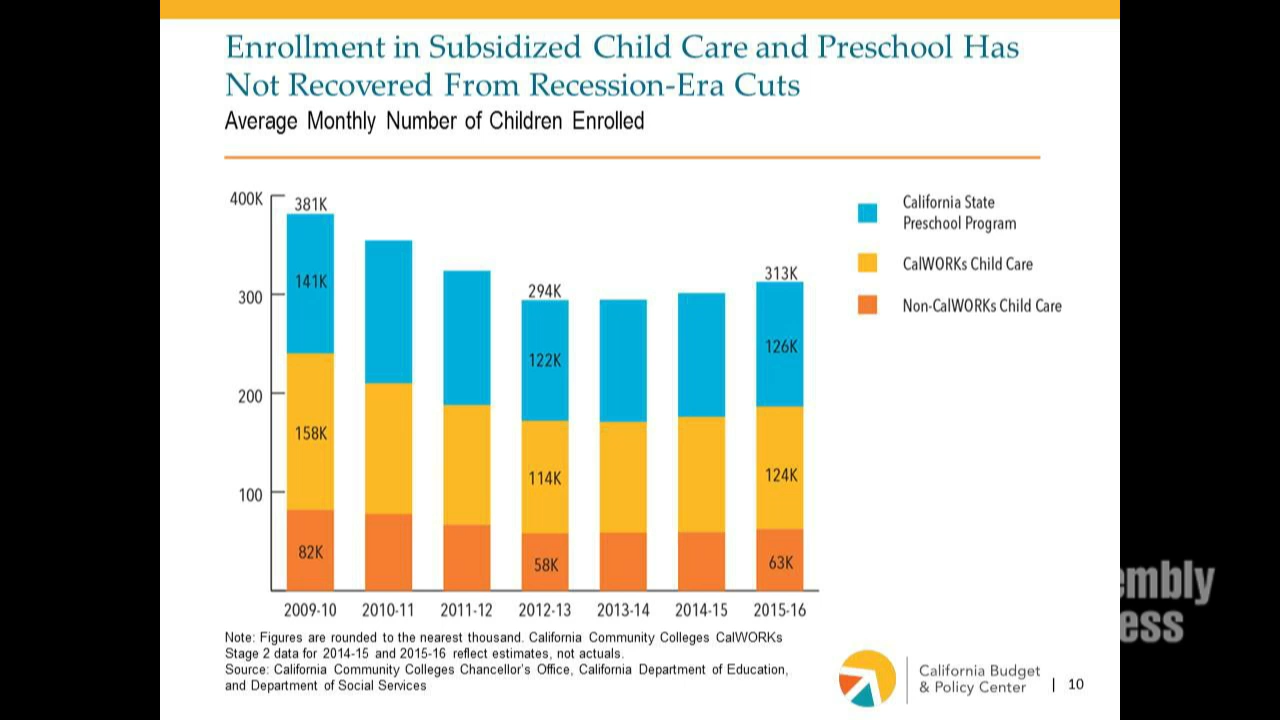 Enrollment in Subsidized Child Care and Preschool Has
Not Recovered From Recession-Era Cuts
Average Monthly Number of Children Enrolled
400K
300
200
100
381K
141K
158K
82K
294K
122K
114K
58K
313K
126K
124K
63K
2009-10
2010-11
2011-12
2012-13
2013-14
2014-15
2015-16
California State
Preschool Program
CalWORKs Child Care
Non-CalWORKs Child Care
Note: Figures are rounded to the nearest thousand. California Community Colleges CalWORKs
Stage 2 data for 2014-15 and 2015-16 reflect estimates, not actuals.
Source: California Community Colleges Chancellor's Office, California Department of Education,
and Department of Social Services
California Budget
& Policy Center
| 10
embly
ess